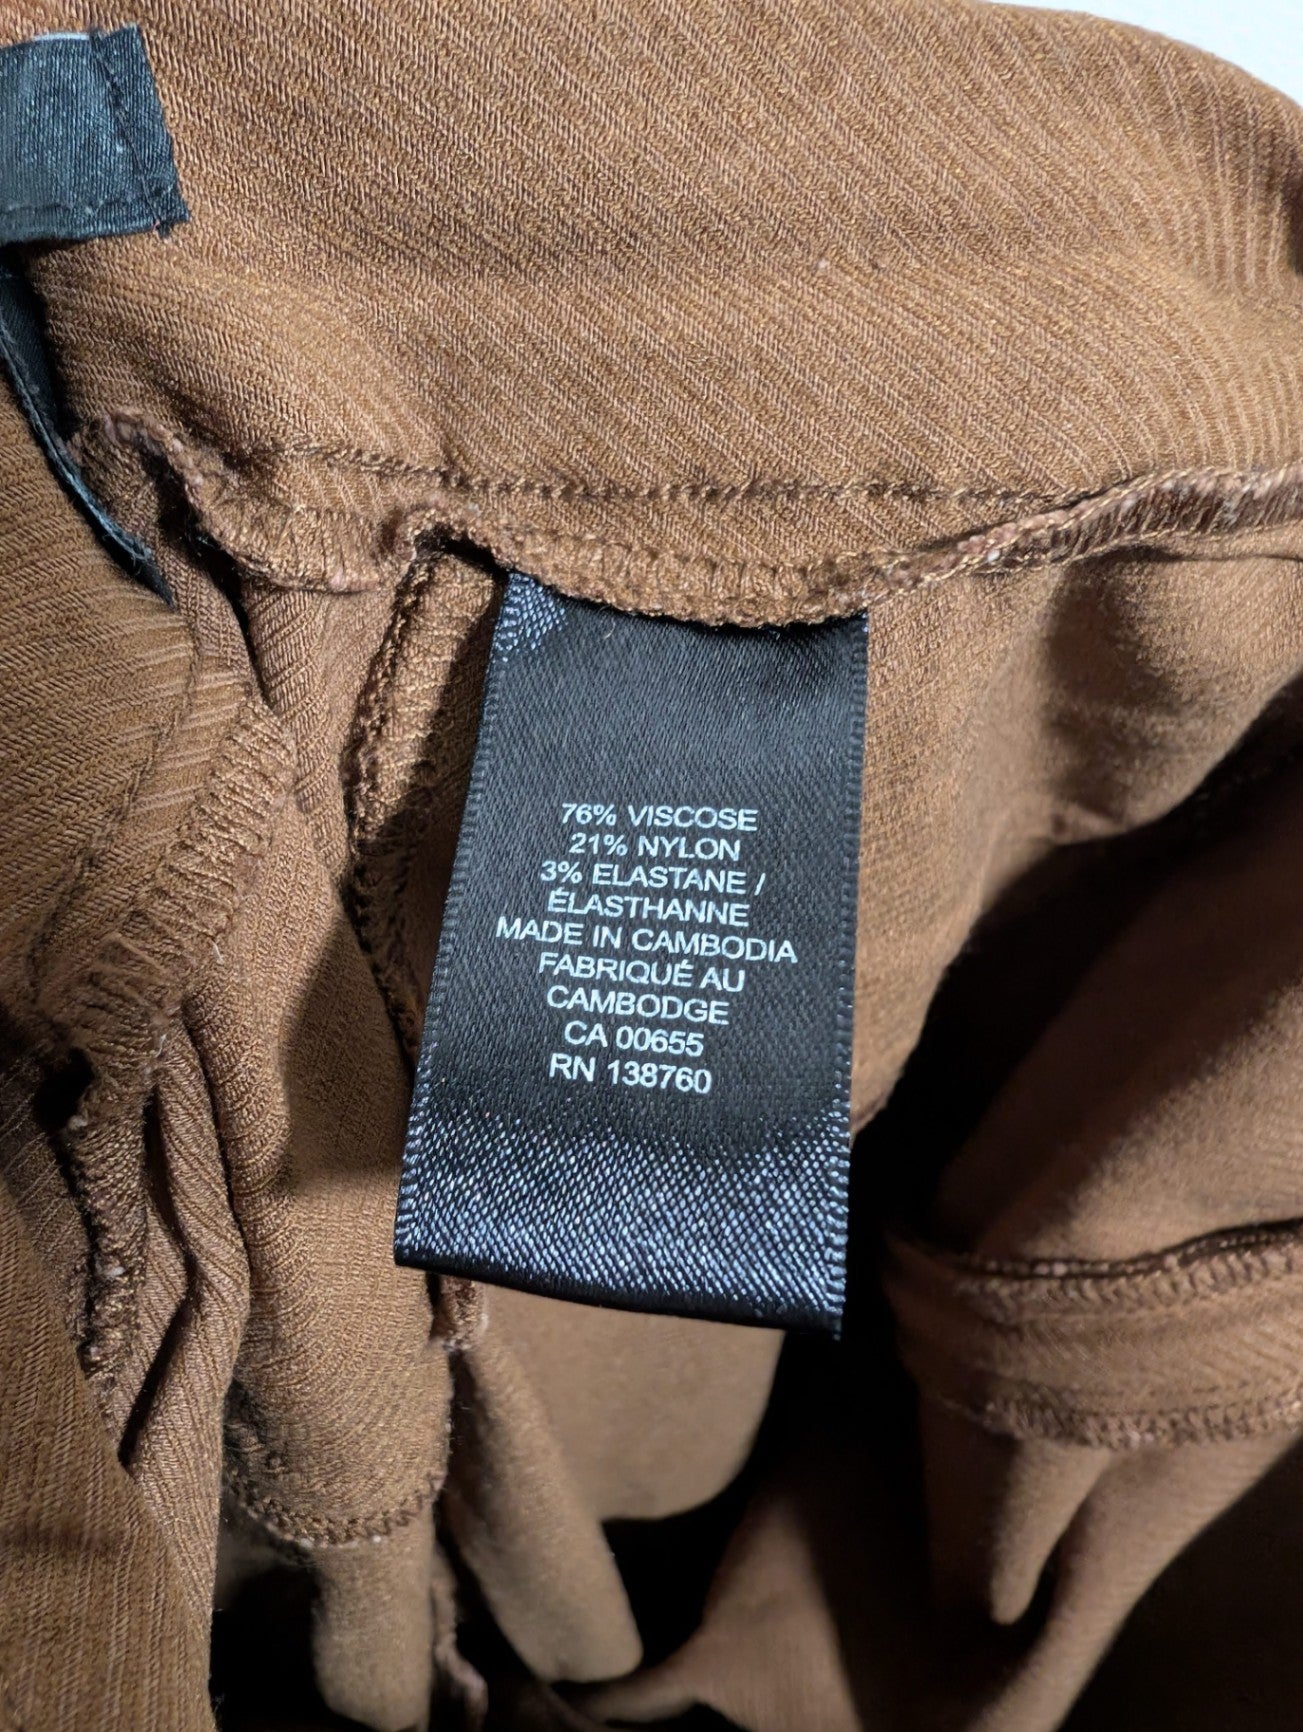 76% VISCOSE
21% NYLON
3% ELASTANE /
ÉLASTHANNE
MADE IN CAMBODIA
FABRIQUÉ AU
CAMBODGE
CA 00655
RN 138760